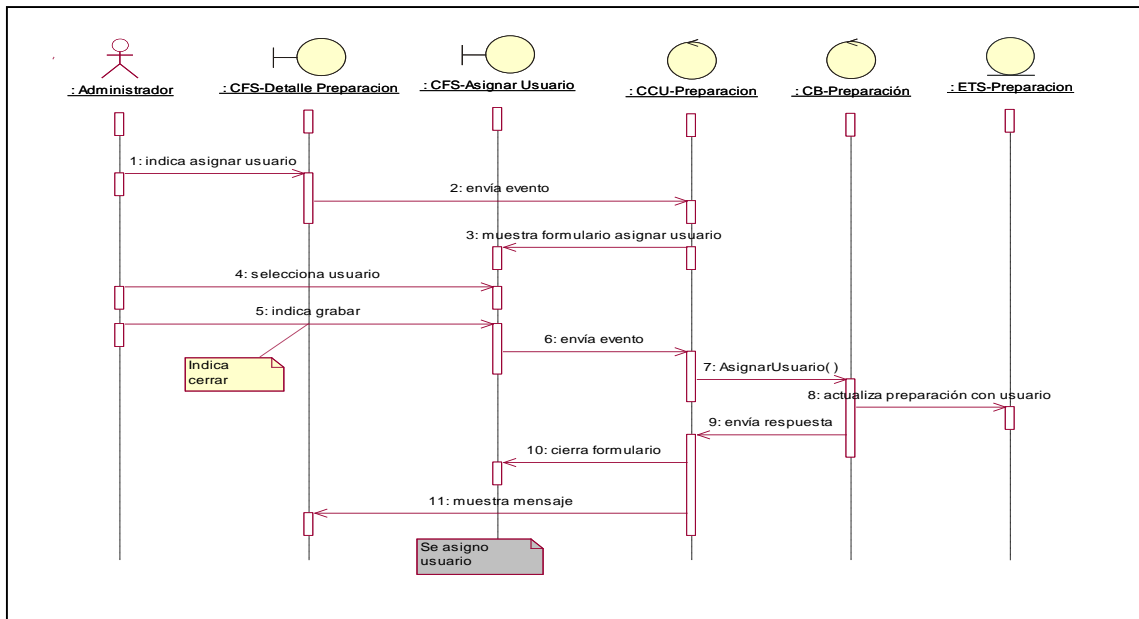 : Administrador
: CFS-Detalle Preparacion
: CFS-Asignar Usuario
: CCU-Preparacion
: CB-Preparación
: ETS-Preparacion
1: indica asignar usuario
2: envía evento
3: muestra formulario asignar usuario
4: selecciona usuario
5: indica grabar
Indica
cerrar
6: envía evento
7: AsignarUsuario( )
8: actualiza preparación con usuario
9: envía respuesta
10: cierra formulario
11: muestra mensaje
Se asigno
usuario